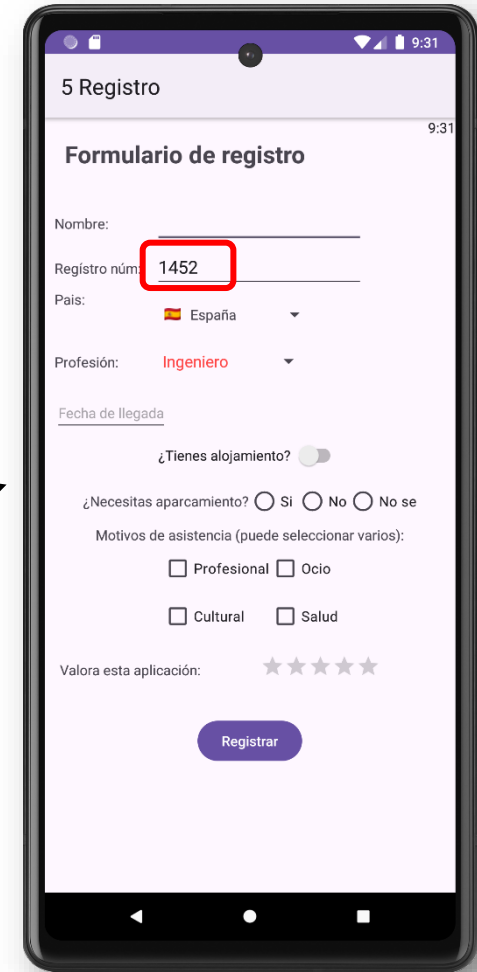 9:31
5 Registro
9:31
Formulario de registro
Nombre:
Regístro núm: 1452
Pais: España
Profesión: Ingeniero
Fecha de llegada
¿Tienes alojamiento?
¿Necesitas aparcamiento? Si No No se
Motivos de asistencia (puede seleccionar varios):
Profesional Ocio
Cultural Salud
Valora esta aplicación:
Registrar